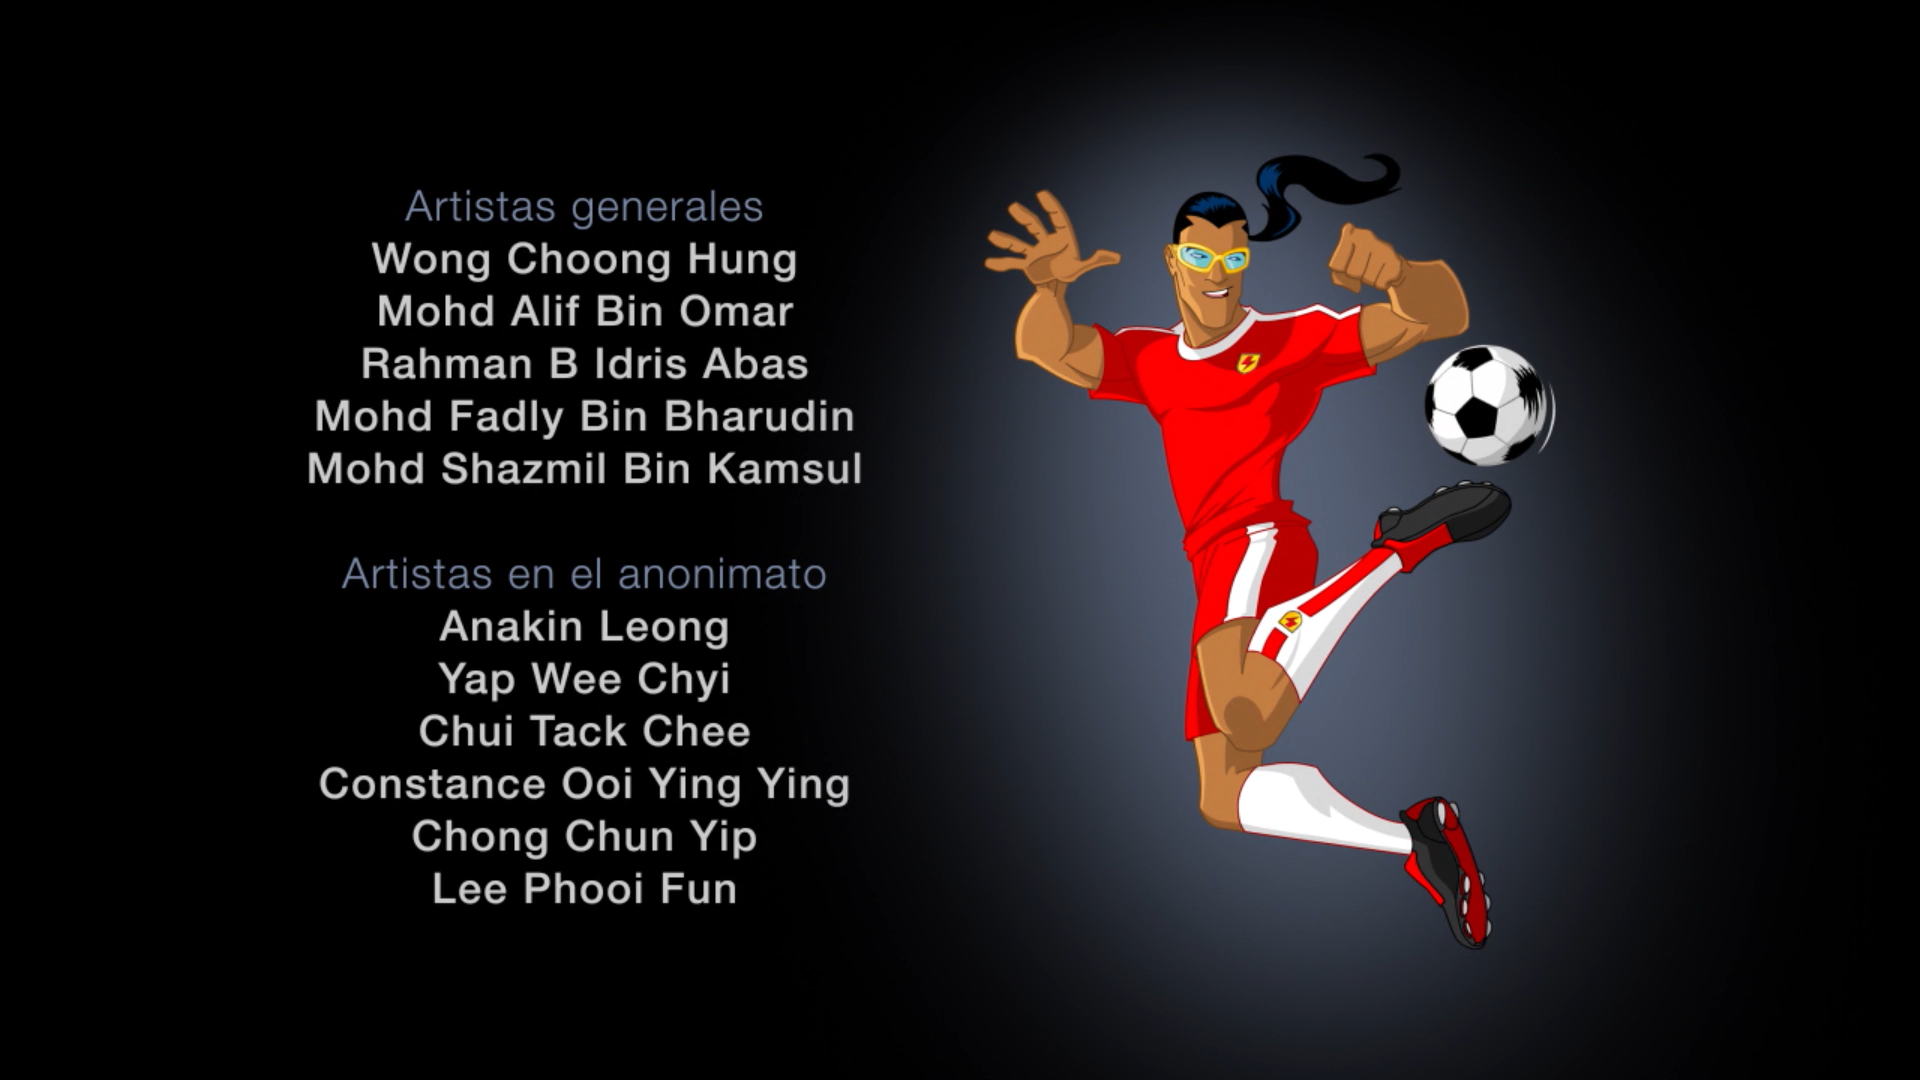 Artistas generales
Wong Choong Hung
Mohd Alif Bin Omar
Rahman B Idris Abas
Mohd Fadly Bin Bharudin
Mohd Shazmil Bin Kamsul
Artistas en el anonimato
Anakin Leong
Yap Wee Chyi
Chui Tack Chee
Constance Ooi Ying Ying
Chong Chun Yip
Lee Phooi Fun